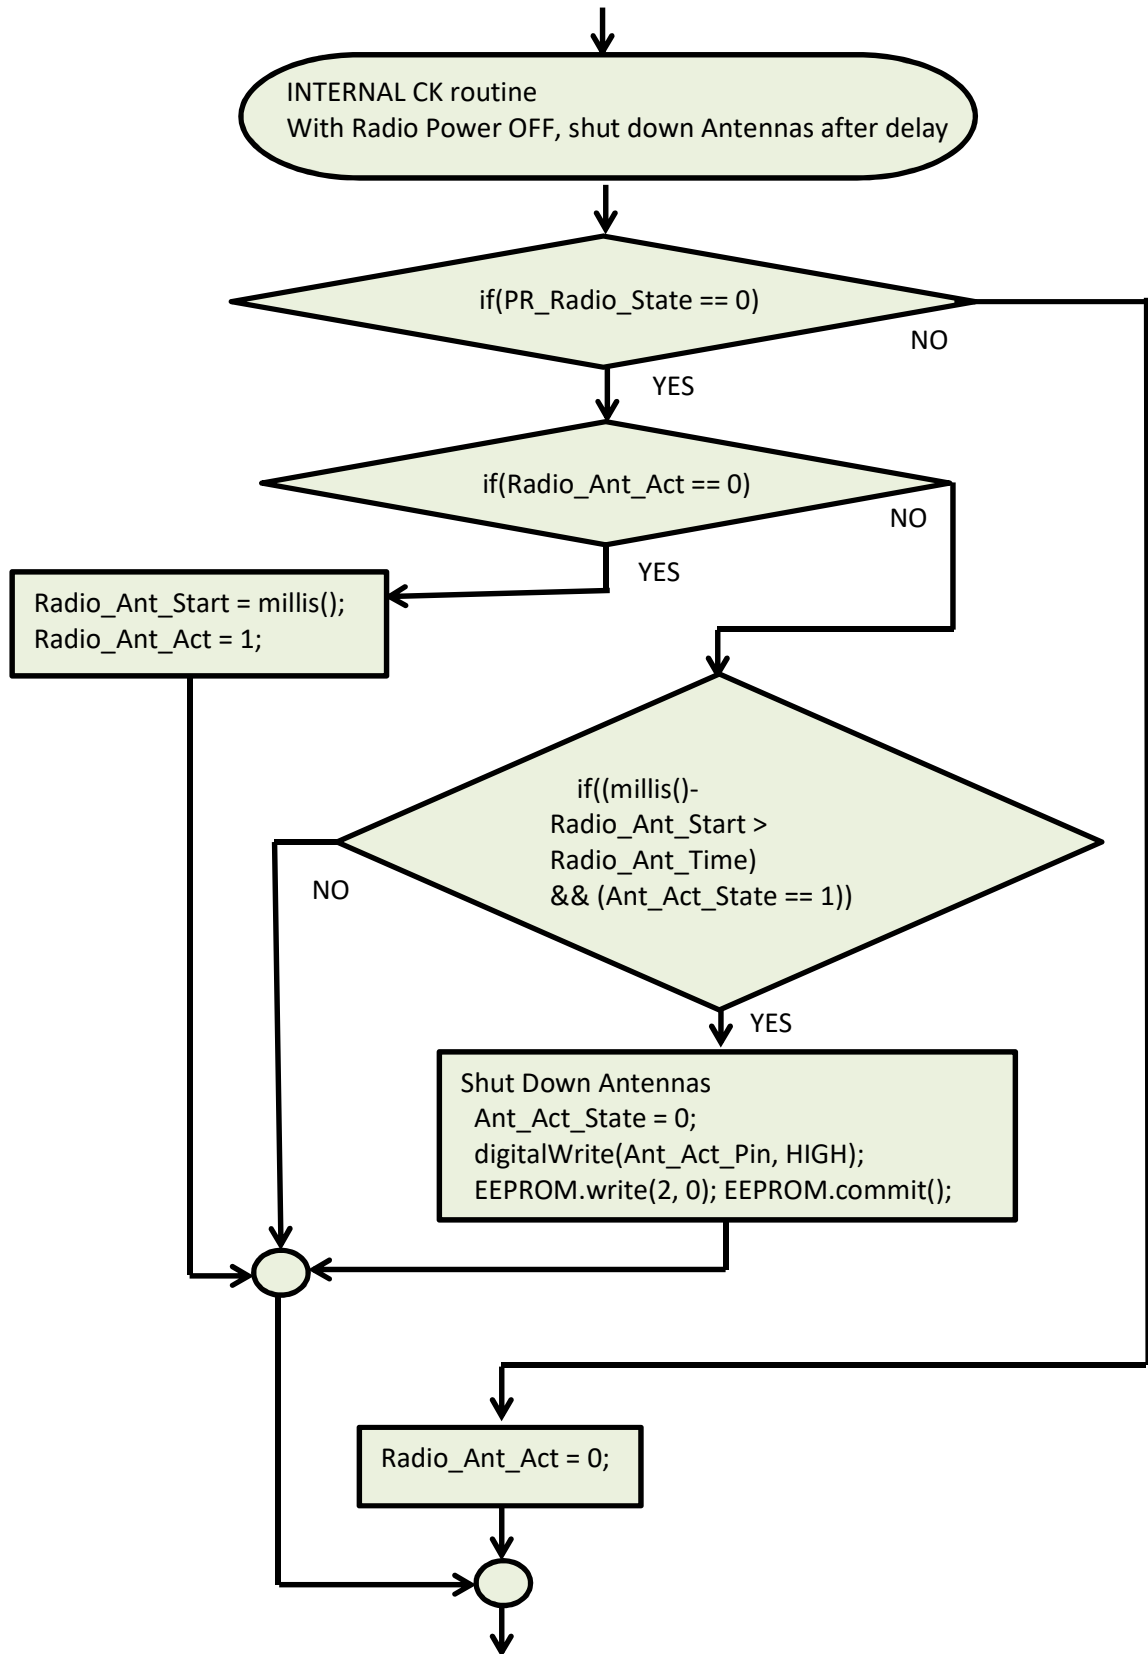 INTERNAL CK routine
With Radio Power OFF, shut down Antennas after delay
if(PR_Radio_State == 0)
NO
YES
if(Radio_Ant_Act == 0)
NO
YES
Radio_Ant_Start = millis();
Radio_Ant_Act = 1;
if((millis()-
Radio_Ant_Start >
Radio_Ant_Time)
&& (Ant_Act_State == 1))
NO
YES
Shut Down Antennas
Ant_Act_State = 0;
digitalWrite(Ant_Act_Pin, HIGH);
EEPROM.write(2, 0); EEPROM.commit();
Radio_Ant_Act = 0;